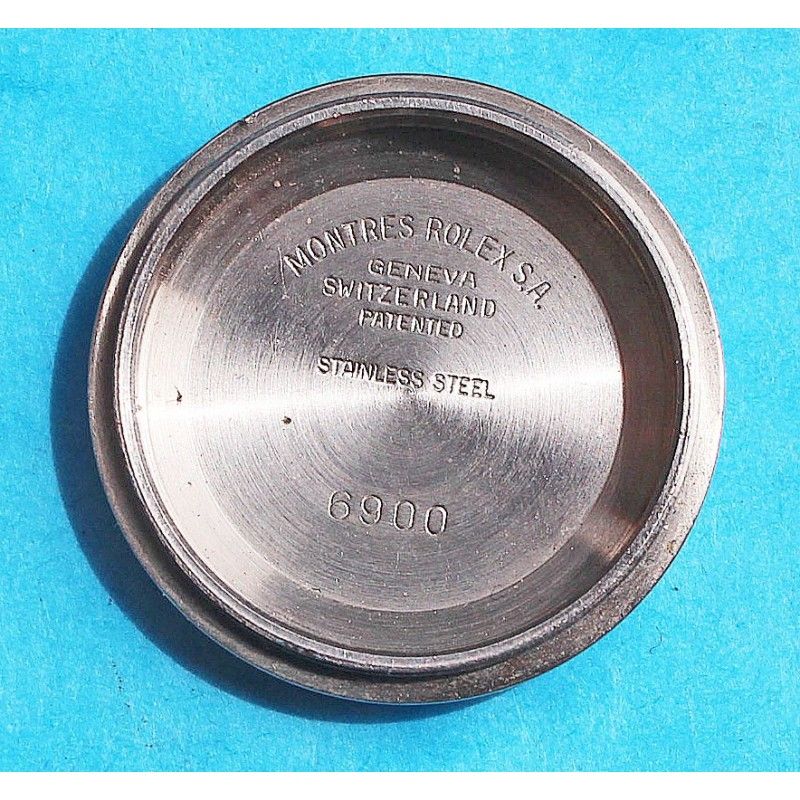 MONTRES ROLEX S.A.
GENEVA
SWITZERLAND
PATENTED
STAINLESS STEEL
6900